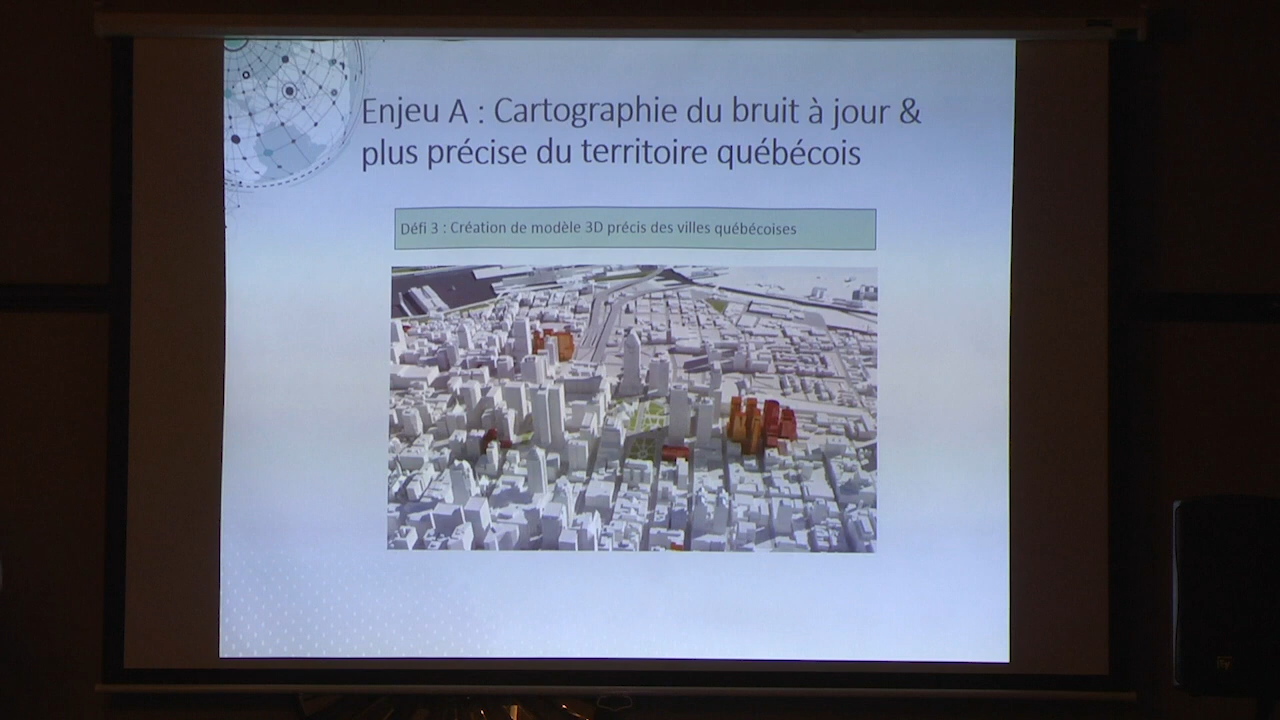 Enjeu A : Cartographie du bruit à jour &
plus précise du territoire québécois
Défi 3 : Création de modèle 3D précis des villes québécoises